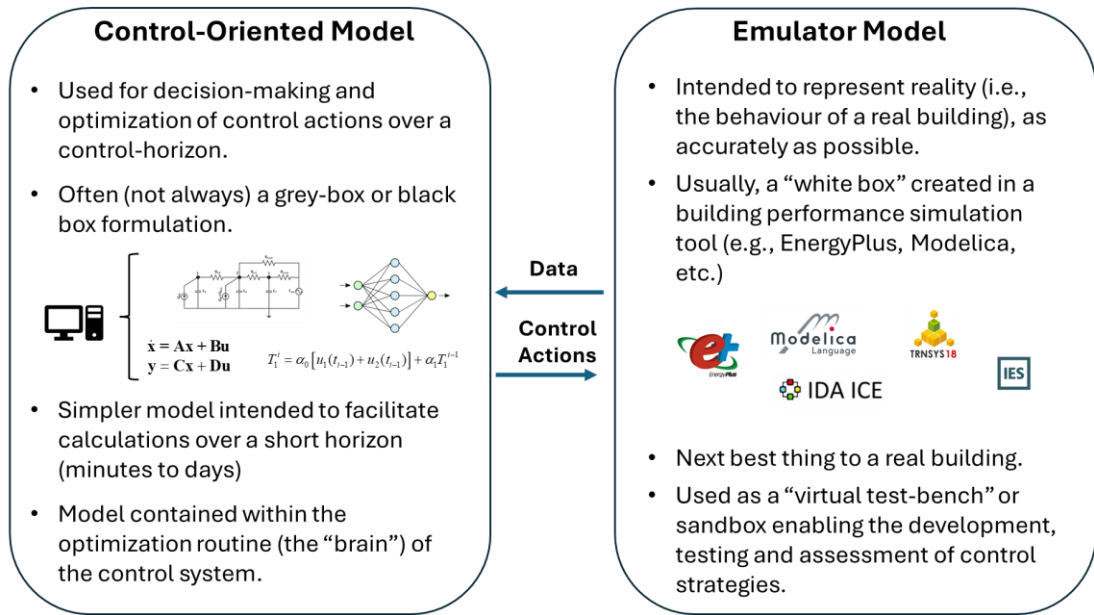 Control-Oriented Model
• Used for decision-making and
optimization of control actions over a
control-horizon.
• Often (not always) a grey-box or black
box formulation.
ẋ = Ax + Bu
y = Cx + Du
• Simpler model intended to facilitate
calculations over a short horizon
(minutes to days)
• Model contained within the
optimization routine (the “brain”) of
the control system.
Data
Control
Actions
Emulator Model
• Intended to represent reality (i.e.,
the behaviour of a real building), as
accurately as possible.
• Usually, a “white box” created in a
building performance simulation
tool (e.g., EnergyPlus, Modelica,
etc.)
e+
EnergyPlus
Modelica
Language
TRNSYS 18
IDA ICE
IES
• Next best thing to a real building.
• Used as a “virtual test-bench” or
sandbox enabling the development,
testing and assessment of control
strategies.